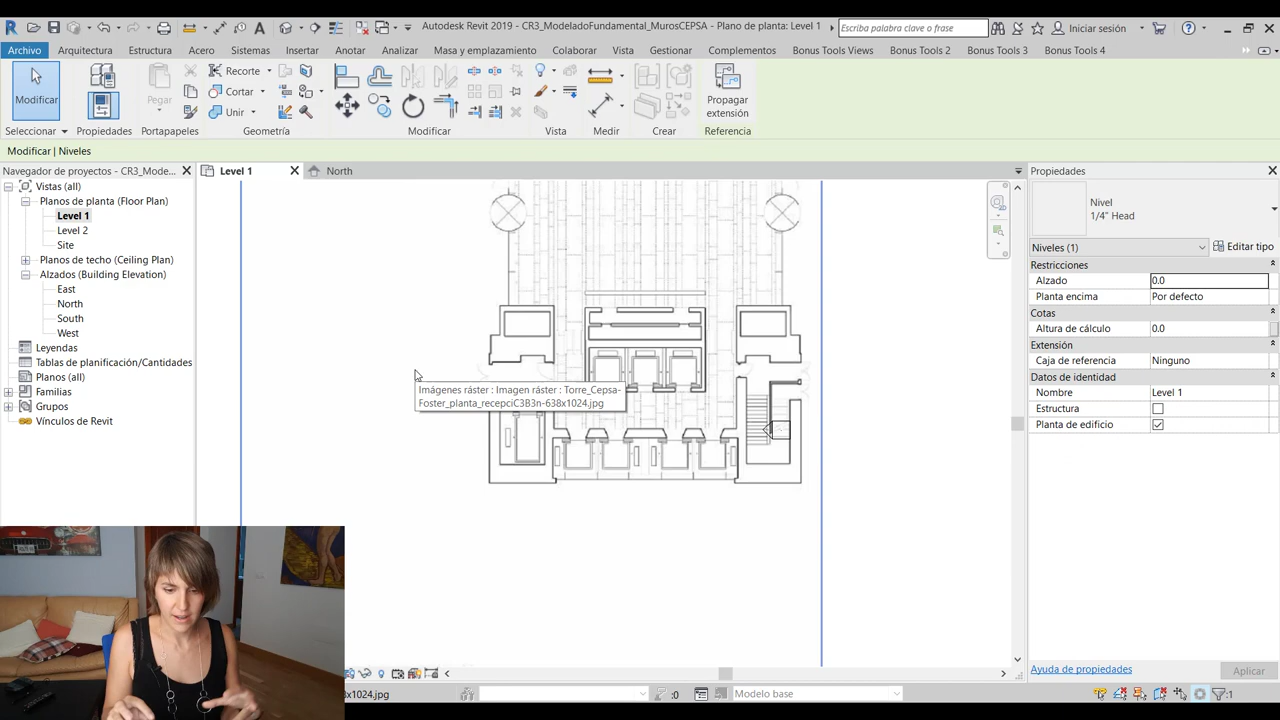 Autodesk Revit 2019 - CR3_ModeladoFundamental_MurosCEPSA - Plano de planta: Level 1
Escriba palabra clave o frase
Iniciar sesión
Archivo Arquitectura Estructura Acero Sistemas Insertar Anotar Analizar Masa y emplazamiento Colaborar Vista Gestionar Complementos Bonus Tools Views Bonus Tools 2 Bonus Tools 3 Bonus Tools 4
Modificar
Pegar
Recorte
Cortar
Unir
Propagar extensión
Seleccionar Propiedades Portapapeles Geometría Modificar Vista Medir Crear Referencia
Modificar | Niveles
Navegador de proyectos - CR3_Mode...
Level 1
North
Vistas (all)
Planos de planta (Floor Plan)
Level 1
Level 2
Site
Planos de techo (Ceiling Plan)
Alzados (Building Elevation)
East
North
South
West
Leyendas
Tablas de planificación/Cantidades
Planos (all)
Familias
Grupos
Vínculos de Revit
Imágenes ráster : Imagen ráster : Torre_Cepsa-
Foster_planta_recepciC3B3n-638x1024.jpg
Propiedades
Nivel
1/4" Head
Niveles (1)
Editar tipo
Restricciones
Alzado 0.0
Planta encima Por defecto
Cotas
Altura de cálculo 0.0
Extensión
Caja de referencia Ninguno
Datos de identidad
Nombre Level 1
Estructura
Planta de edificio
Ayuda de propiedades
Aplicar
x1024.jpg
:0
Modelo base
:1